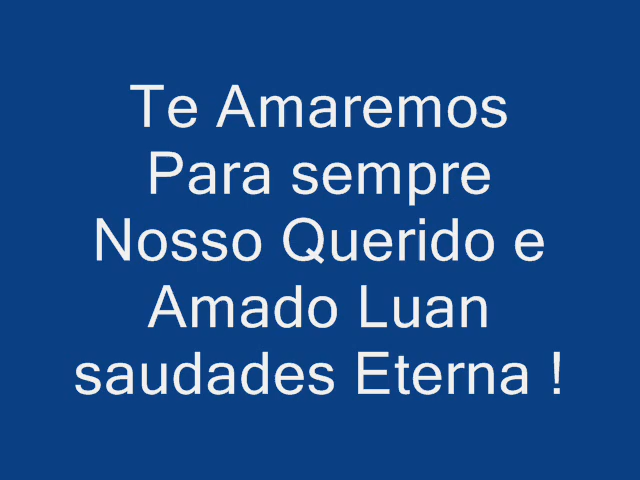 Te Amaremos
Para sempre
Nosso Querido e
Amado Luan
saudades Eterna !